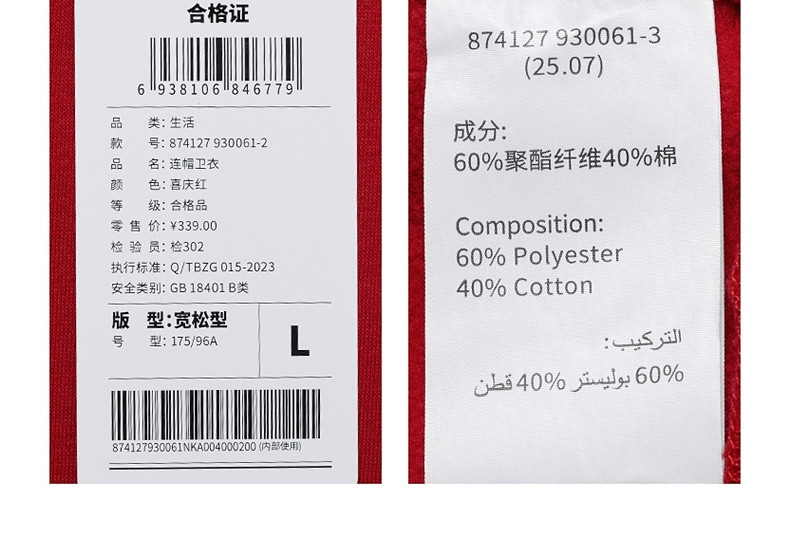 合格证
6 938106 846779
品 类: 生活
款 号: 874127 930061-2
品 名: 连帽卫衣
颜 色: 喜庆红
等 级: 合格品
零 售 价: ¥339.00
检 验 员: 检302
执行标准: Q/TBZG 015-2023
安全类别: GB 18401 B类
版 型:宽松型
号 型: 175/96A
L
874127930061NKA004000200 (内部使用)
874127 930061-3
(25.07)
成分:
60%聚酯纤维40%棉
Composition:
60% Polyester
40% Cotton
التركيب:
60% بوليستر 40% قطن